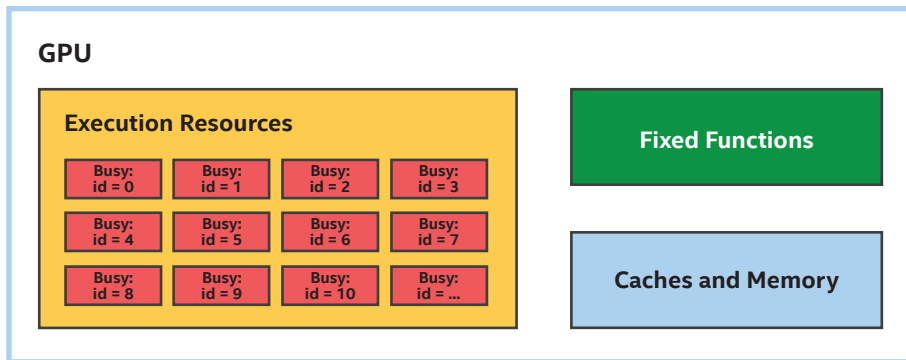 GPU
Execution Resources
Busy:
id = 0
Busy:
id = 1
Busy:
id = 2
Busy:
id = 3
Busy:
id = 4
Busy:
id = 5
Busy:
id = 6
Busy:
id = 7
Busy:
id = 8
Busy:
id = 9
Busy:
id = 10
Busy:
id = ...
Fixed Functions
Caches and Memory